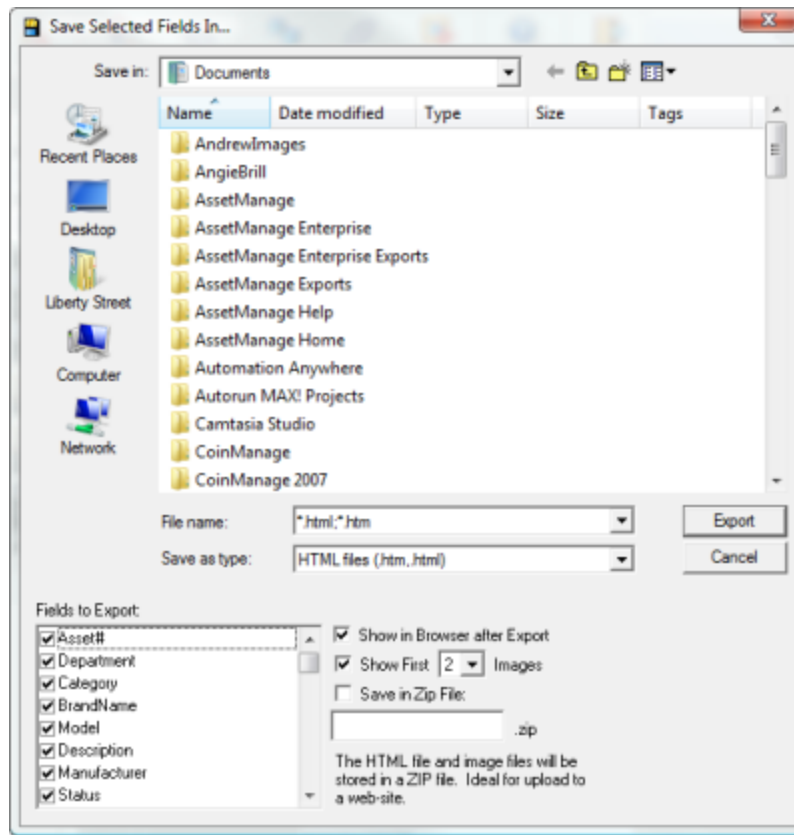 Save Selected Fields In...
Save in: Documents
Name Date modified Type Size Tags
Recent Places
Desktop
Liberty Street
Computer
Network
AndrewImages
AngieBrill
AssetManage
AssetManage Enterprise
AssetManage Enterprise Exports
AssetManage Exports
AssetManage Help
AssetManage Home
Automation Anywhere
Autorun MAX! Projects
Camtasia Studio
CoinManage
CoinManage 2007
File name: *.html;*.htm Export
Save as type: HTML files (.htm,.html) Cancel
Fields to Export:
Asset#
Department
Category
BrandName
Model
Description
Manufacturer
Status
Show in Browser after Export
Show First 2 Images
Save in Zip File:
.zip
The HTML file and image files will be
stored in a ZIP file. Ideal for upload to
a web-site.